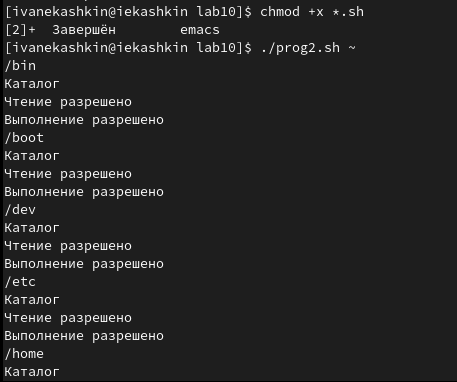 [ivanekashkin@iekashkin lab10]$ chmod +x *.sh
[2]+  Завершён        emacs
[ivanekashkin@iekashkin lab10]$ ./prog2.sh ~
/bin
Каталог
Чтение разрешено
Выполнение разрешено
/boot
Каталог
Чтение разрешено
Выполнение разрешено
/dev
Каталог
Чтение разрешено
Выполнение разрешено
/etc
Каталог
Чтение разрешено
Выполнение разрешено
/home
Каталог